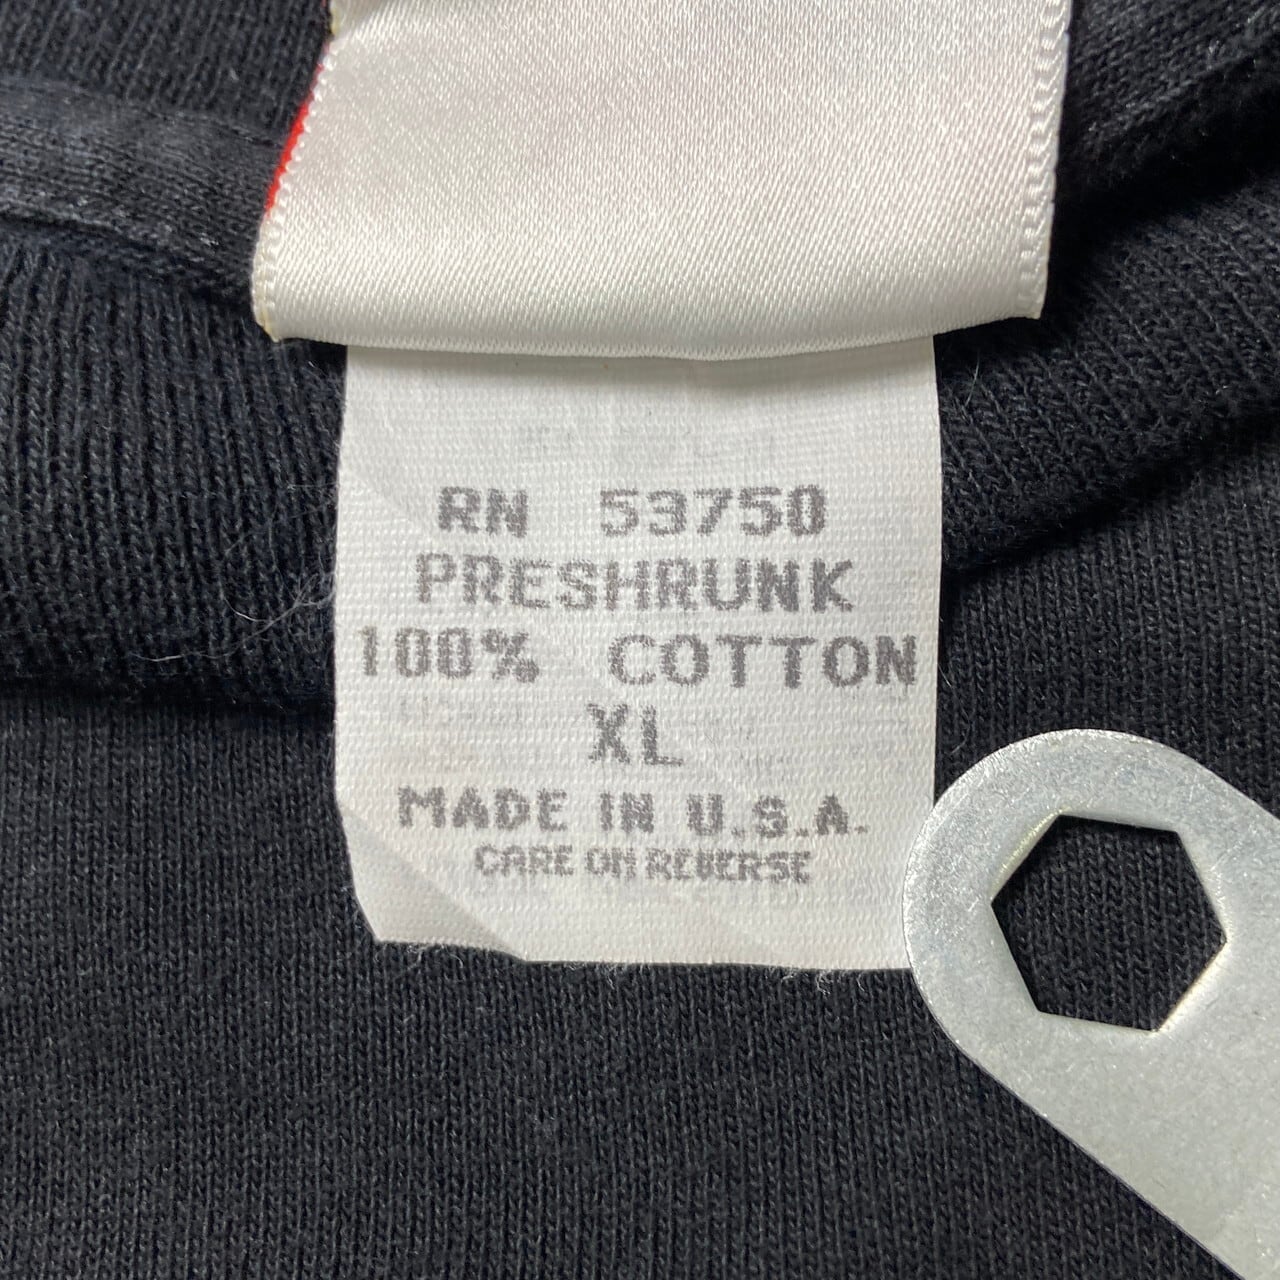 RN 53750
PRESHRUNK
100% COTTON
XL
MADE IN U.S.A.
CARE ON REVERSE